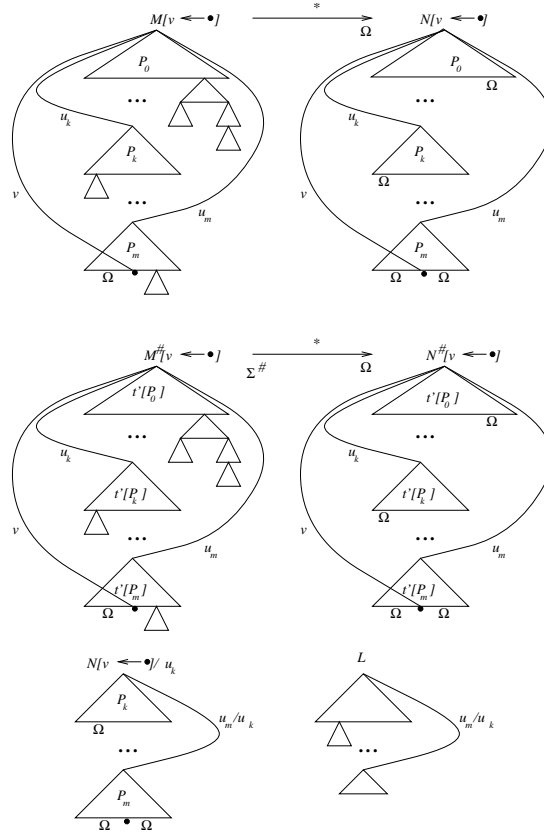 M[v ← •] * Ω N[v ← •]
P₀ P₀
Ω
••• •••
u_k u_k
P_k P_k
Ω
v ••• u_m v ••• u_m
P_m P_m
Ω Ω Ω
M#[v ← •] * Σ# Ω N#[v ← •]
t'[P₀] t'[P₀]
Ω
••• •••
u_k u_k
t'[P_k] t'[P_k]
Ω
v ••• u_m v ••• u_m
t'[P_m] t'[P_m]
Ω Ω Ω
N[v ← •]/ u_k L
P_k
u_m/u_k u_m/u_k
Ω
••• •••
P_m
Ω Ω